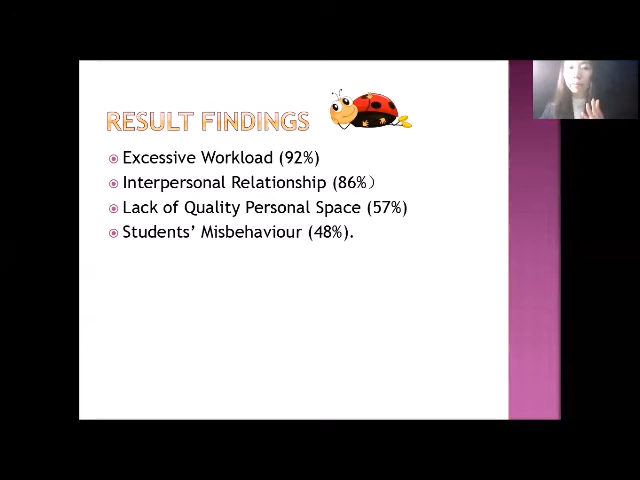 RESULT FINDINGS
Excessive Workload (92%)
Interpersonal Relationship (86%）
Lack of Quality Personal Space (57%)
Students’ Misbehaviour (48%).